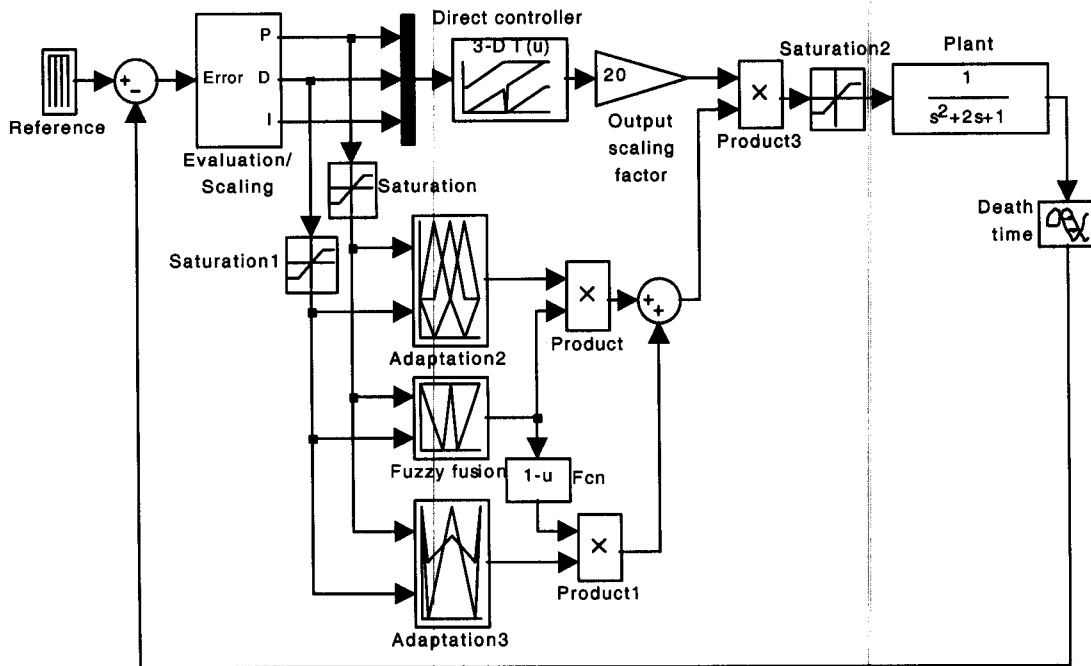 Direct controller
3-D T(u)
P
Error D
I
20
+
−
×
Saturation2
Plant
1
s²+2s+1
Reference
Evaluation/
Scaling
Output
scaling
factor
Product3
Saturation
Saturation1
Death
time
×
+
+
Adaptation2
Product
Fuzzy fusion
1-u
Fcn
×
Product1
Adaptation3